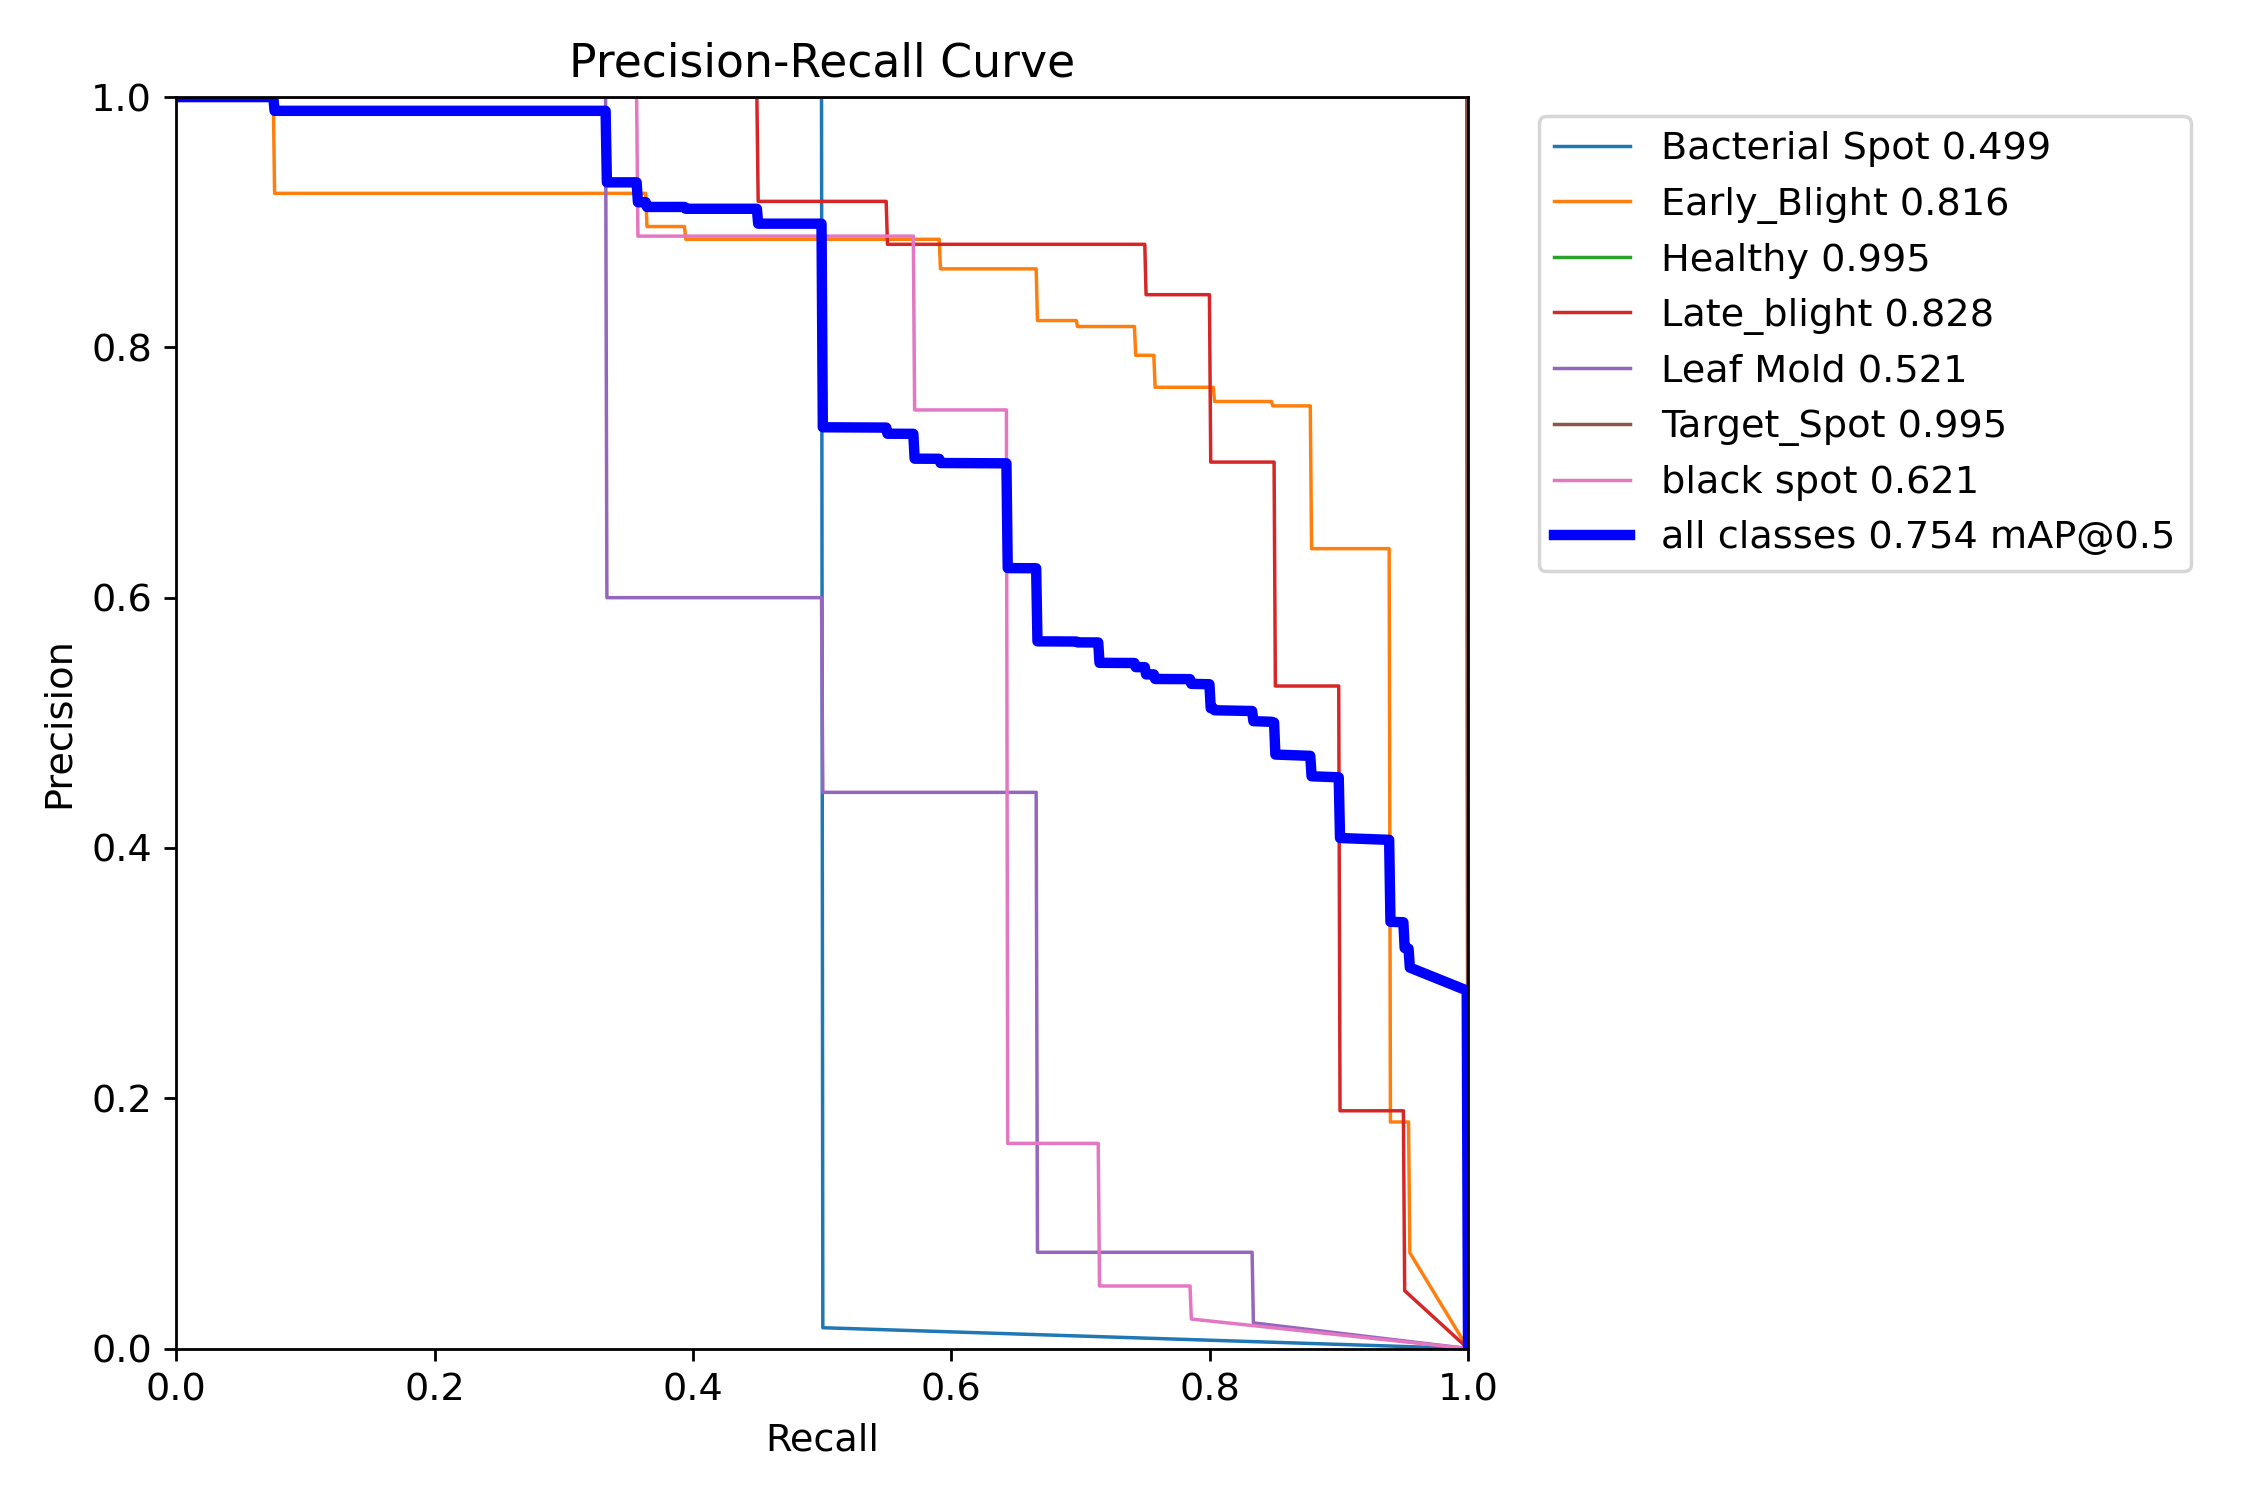 Precision-Recall Curve
1.0
0.8
0.6
0.4
0.2
0.0
Precision
0.0 0.2 0.4 0.6 0.8 1.0
Recall
Bacterial Spot 0.499
Early_Blight 0.816
Healthy 0.995
Late_blight 0.828
Leaf Mold 0.521
Target_Spot 0.995
black spot 0.621
all classes 0.754 mAP@0.5